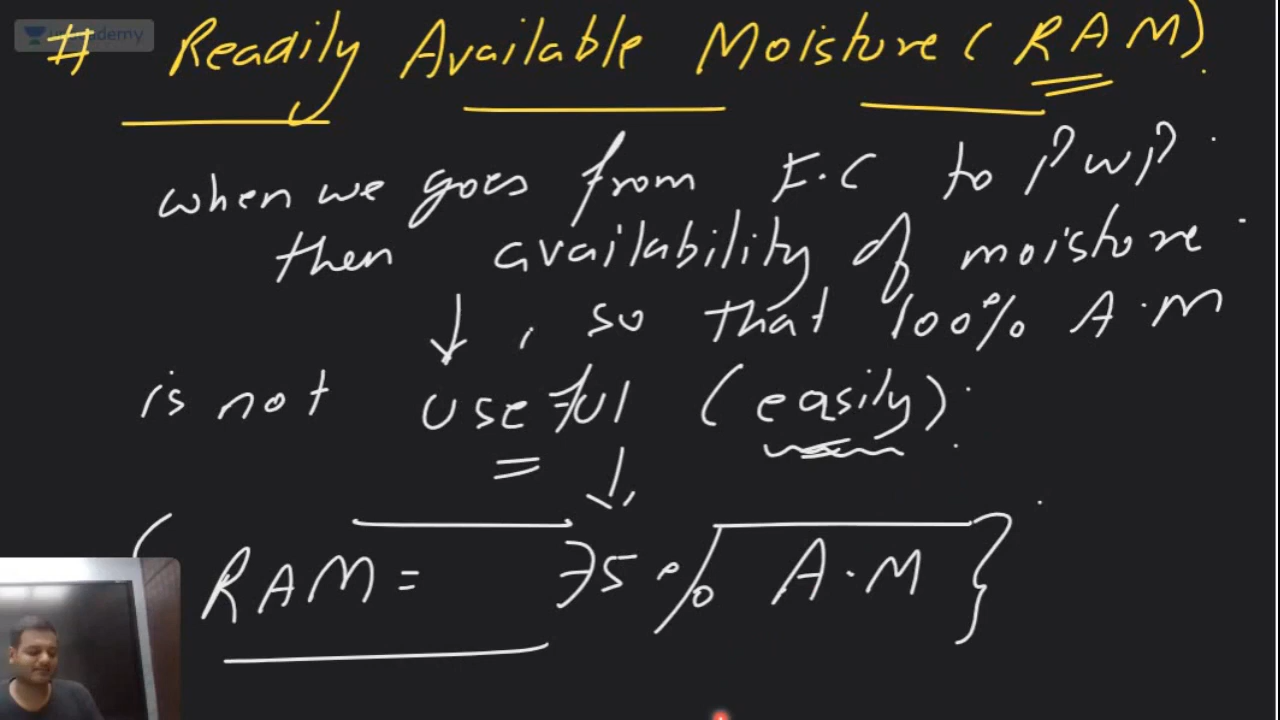 unacademy
# Readily Available Moisture (RAM).
when we goes from F.C to PWP.
then availability of moisture.
↓, so that 100% A.M
is not useful (easily).
↓
{ RAM = 75% A.M }